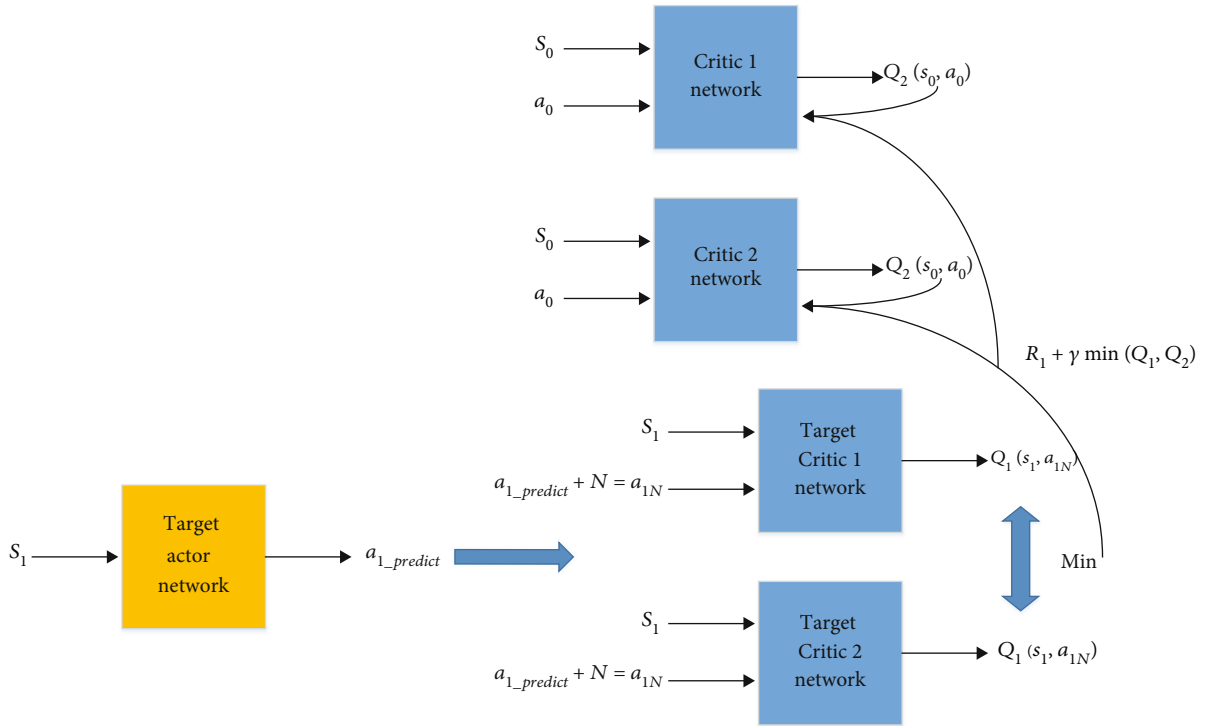 S0
Critic 1
network
Q2 (s0, a0)
a0
S0
Critic 2
network
Q2 (s0, a0)
a0
R1 + γ min (Q1, Q2)
S1
Target
Critic 1
network
Q1 (s1, a1N)
a1_predict + N = a1N
S1
Target
actor
network
a1_predict
Min
S1
Target
Critic 2
network
Q1 (s1, a1N)
a1_predict + N = a1N